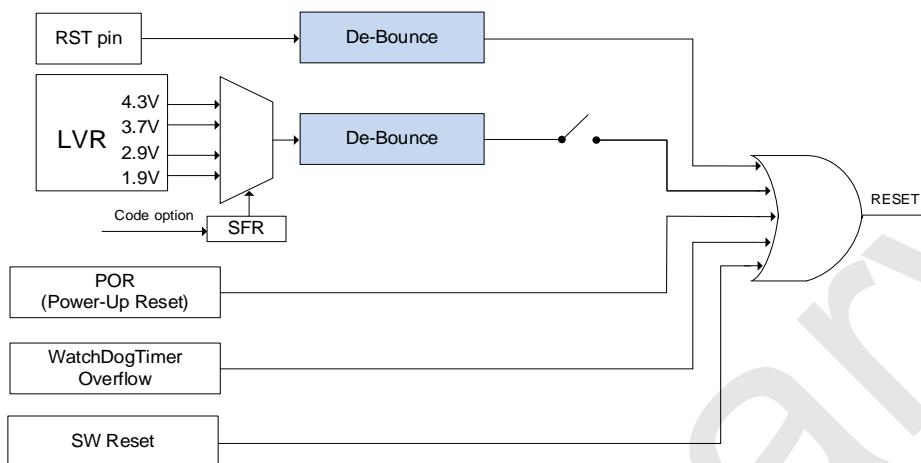 RST pin
De-Bounce
LVR
4.3V
3.7V
2.9V
1.9V
De-Bounce
Code option
SFR
RESET
POR
(Power-Up Reset)
WatchDogTimer
Overflow
SW Reset